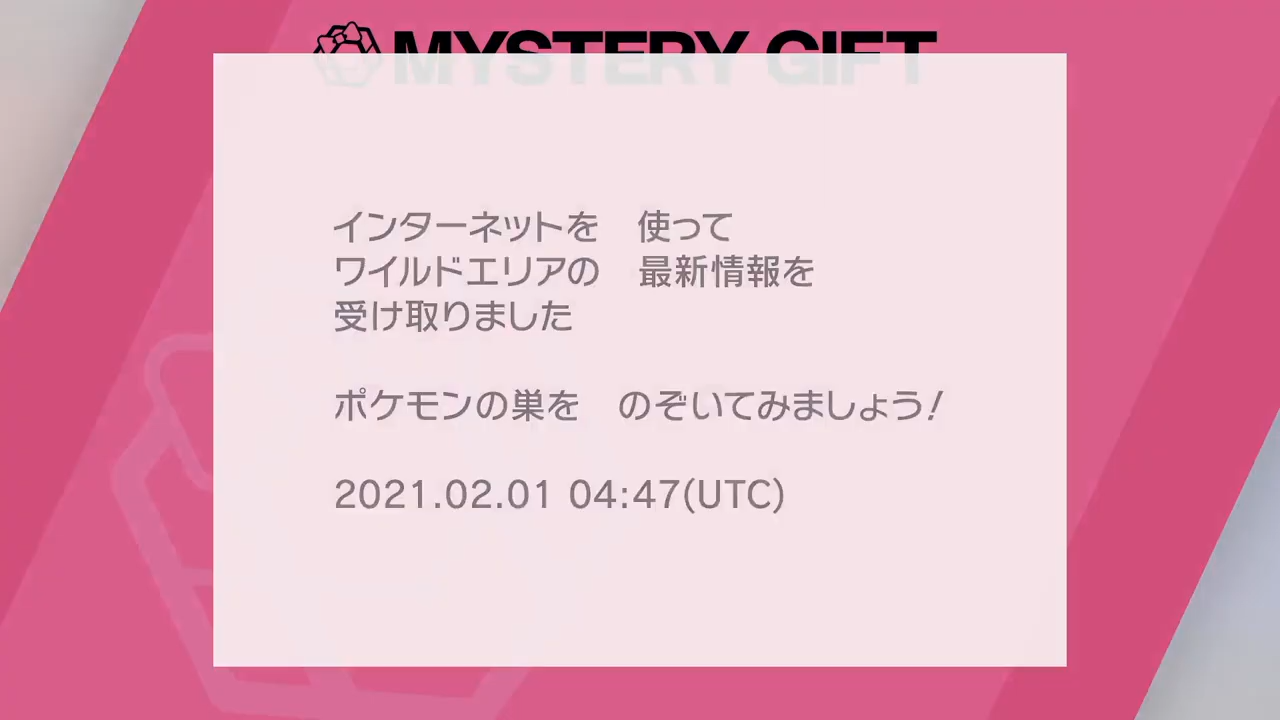 MYSTERY GIFT
インターネットを　使って
ワイルドエリアの　最新情報を
受け取りました
ポケモンの巣を　のぞいてみましょう!
2021.02.01 04:47(UTC)